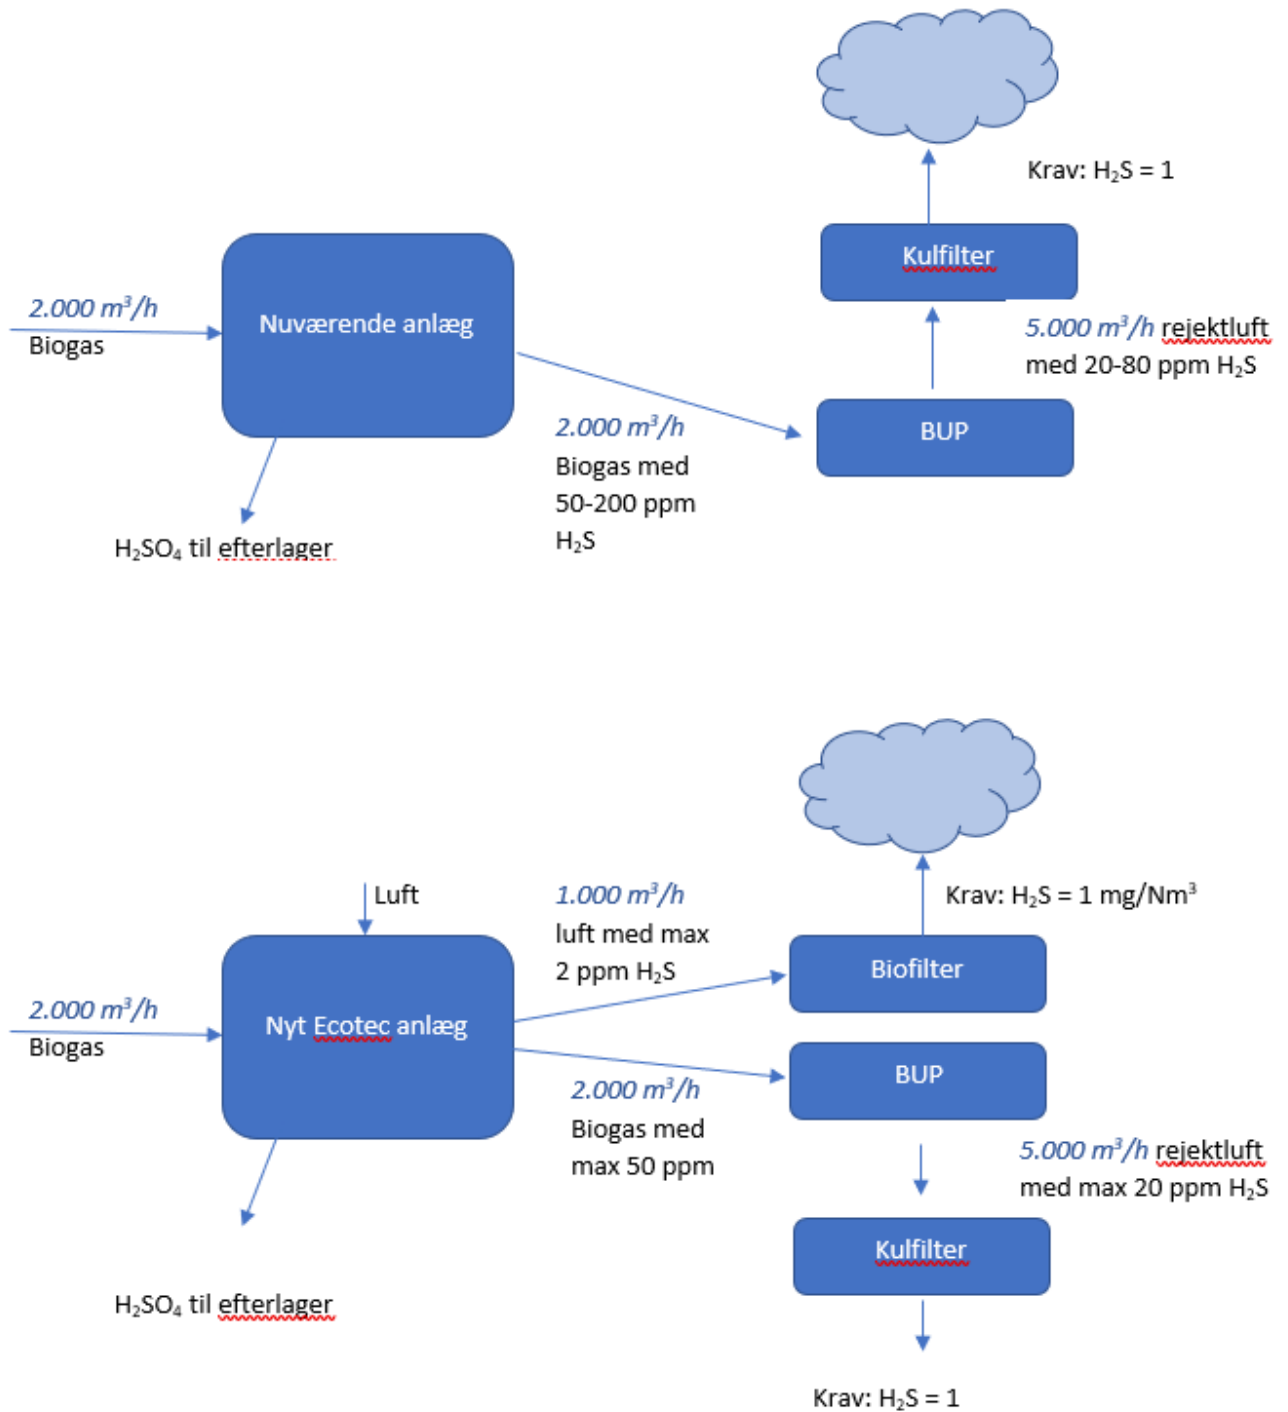 Krav: H₂S = 1
Kulfilter
2.000 m³/h
Biogas
Nuværende anlæg
5.000 m³/h rejektluft
med 20-80 ppm H₂S
BUP
2.000 m³/h
Biogas med
50-200 ppm
H₂S
H₂SO₄ til efterlager
Luft
1.000 m³/h
luft med max
2 ppm H₂S
Krav: H₂S = 1 mg/Nm³
Biofilter
2.000 m³/h
Biogas
Nyt Ecotec anlæg
BUP
2.000 m³/h
Biogas med
max 50 ppm
5.000 m³/h rejektluft
med max 20 ppm H₂S
Kulfilter
H₂SO₄ til efterlager
Krav: H₂S = 1